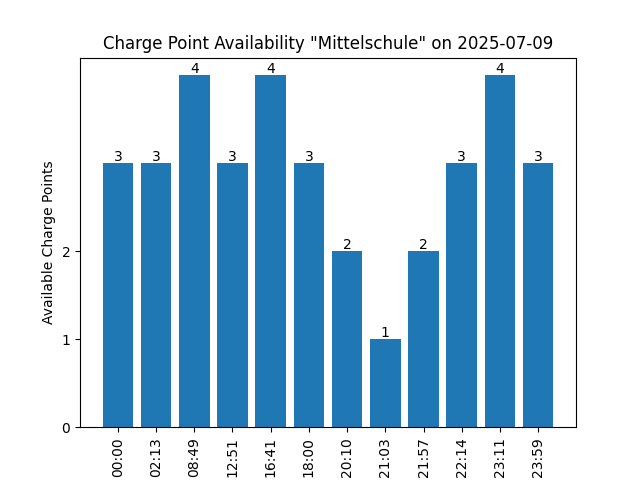 Charge Point Availability "Mittelschule" on 2025-07-09
Available Charge Points
2
1
0
3 3 4 3 4 3 2 1 2 3 4 3
00:00 02:13 08:49 12:51 16:41 18:00 20:10 21:03 21:57 22:14 23:11 23:59